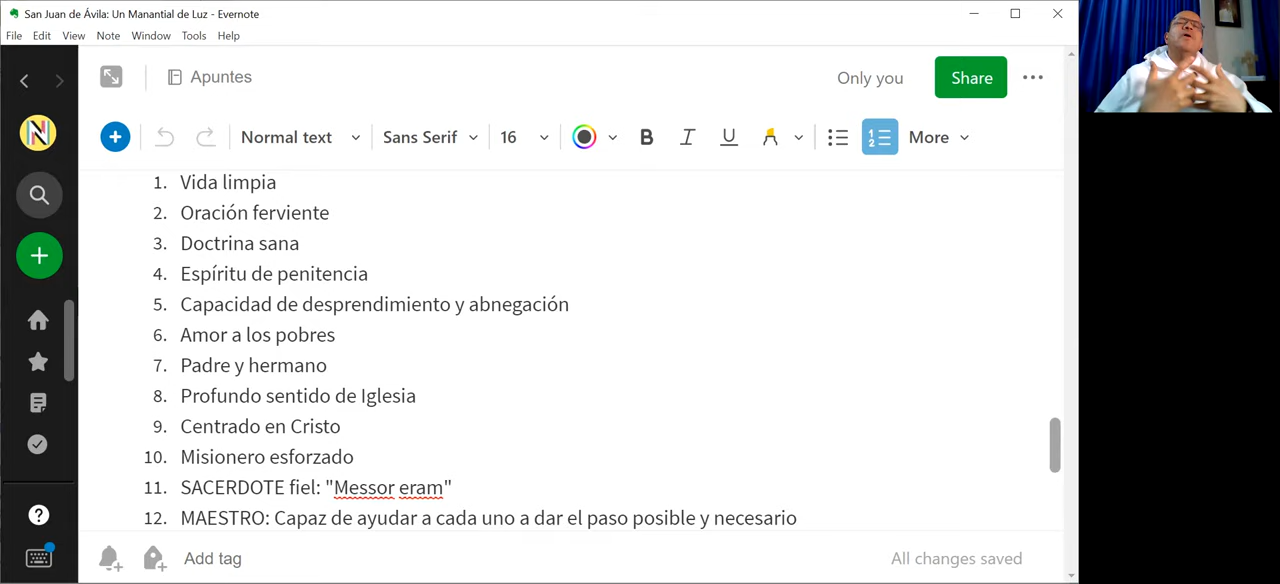 San Juan de Ávila: Un Manantial de Luz - Evernote
File Edit View Note Window Tools Help
Apuntes
Only you
Share
Normal text
Sans Serif
16
B
I
U
More
1. Vida limpia
2. Oración ferviente
3. Doctrina sana
4. Espíritu de penitencia
5. Capacidad de desprendimiento y abnegación
6. Amor a los pobres
7. Padre y hermano
8. Profundo sentido de Iglesia
9. Centrado en Cristo
10. Misionero esforzado
11. SACERDOTE fiel: "Messor eram"
12. MAESTRO: Capaz de ayudar a cada uno a dar el paso posible y necesario
Add tag
All changes saved